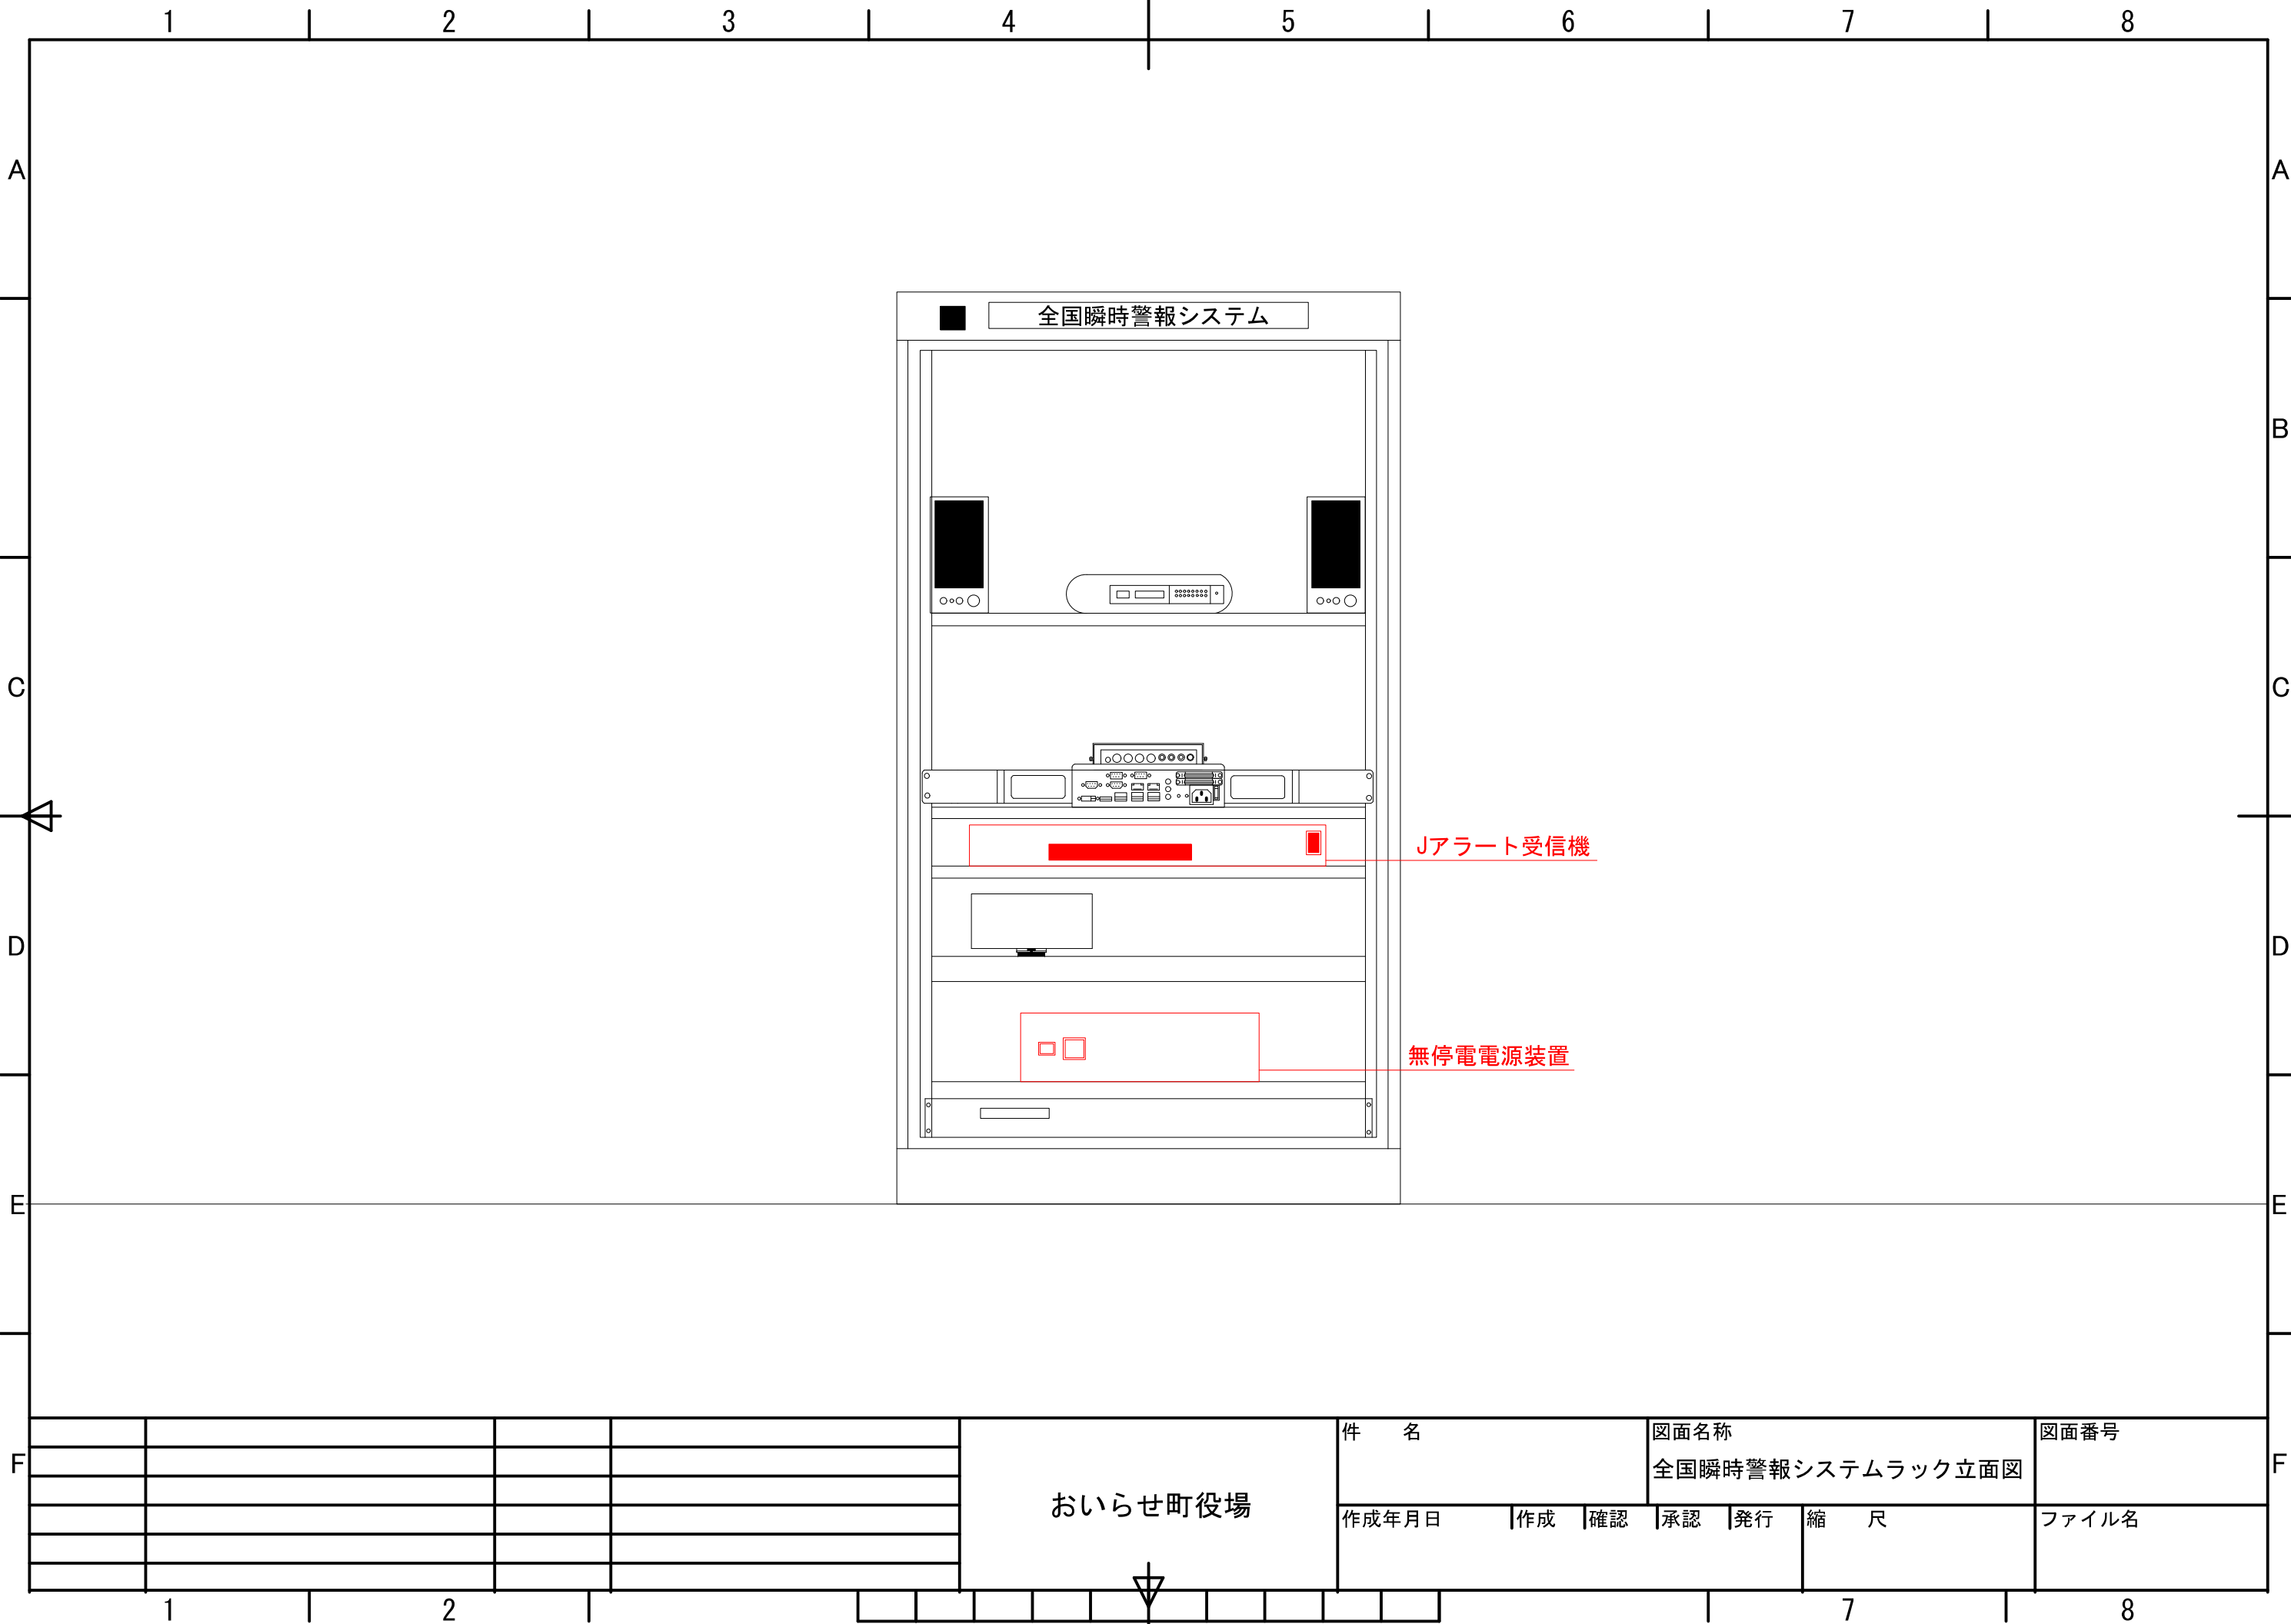 1 2 3 4 5 6 7 8
A A
全国瞬時警報システム
B
C C
Jアラート受信機
D D
無停電電源装置
E E
件 名
図面名称
図面番号
F F
全国瞬時警報システムラック立面図
おいらせ町役場
作成年月日 作成 確認 承認 発行 縮 尺 ファイル名
1 2 7 8